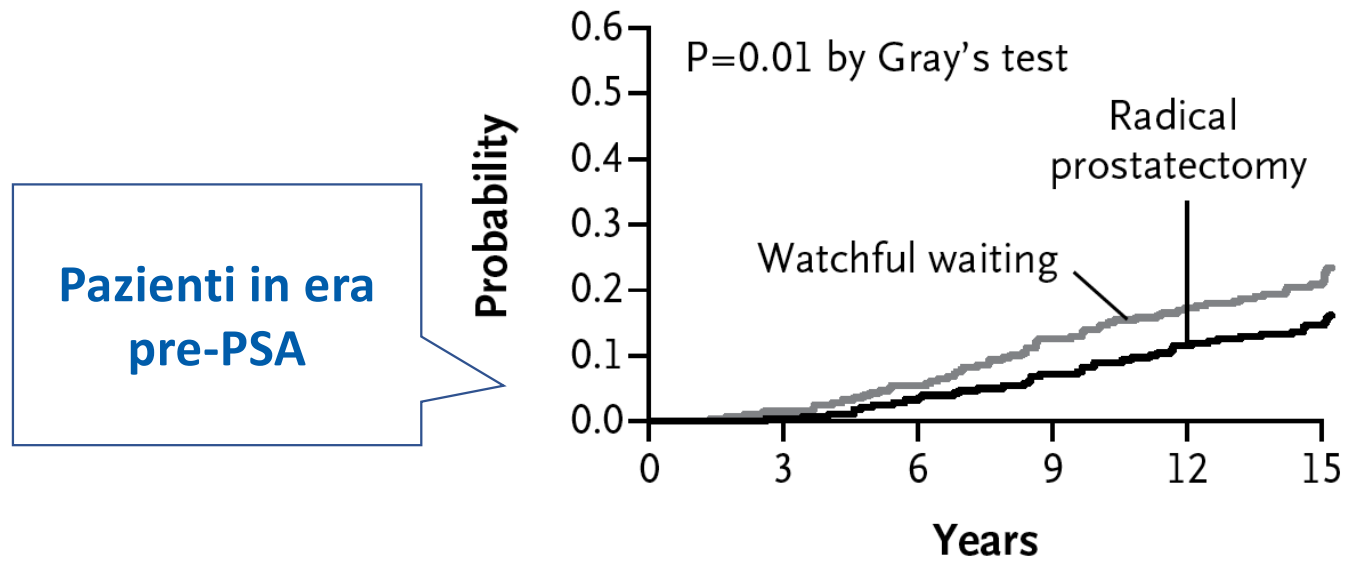 Pazienti in era
pre-PSA
Probability
0.6
0.5
0.4
0.3
0.2
0.1
0.0
P=0.01 by Gray's test
Radical
prostatectomy
Watchful waiting
0 3 6 9 12 15
Years